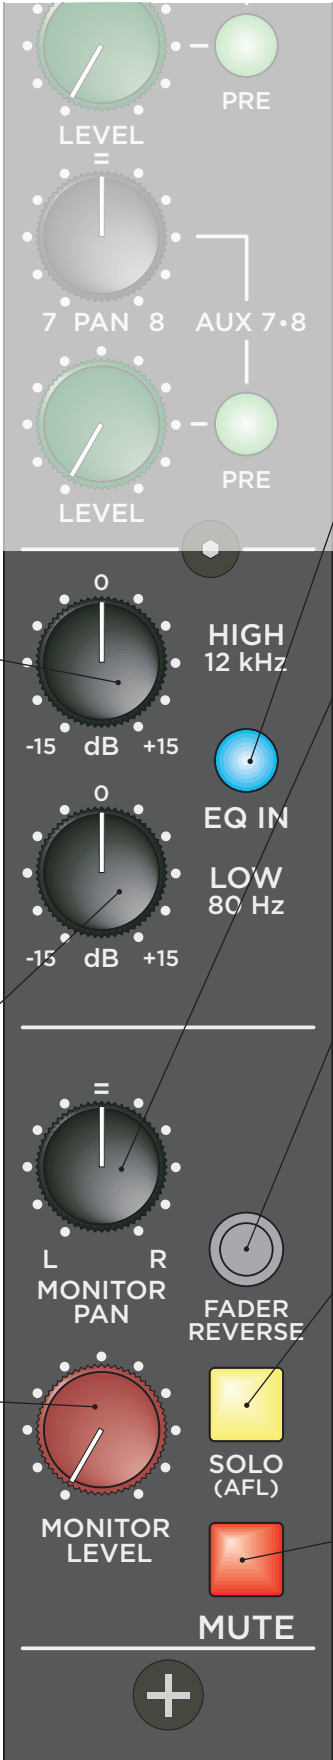 PRE
LEVEL
=
7 PAN 8
AUX 7•8
PRE
LEVEL
0
HIGH
12 kHz
-15 dB +15
EQ IN
0
LOW
80 Hz
-15 dB +15
=
L R
MONITOR
PAN
FADER
REVERSE
SOLO
(AFL)
MONITOR
LEVEL
MUTE